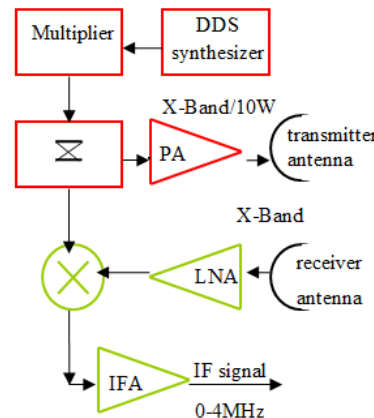 Multiplier
DDS
synthesizer
X-Band/10W
PA
transmitter
antenna
X-Band
LNA
receiver
antenna
IFA
IF signal
0-4MHz